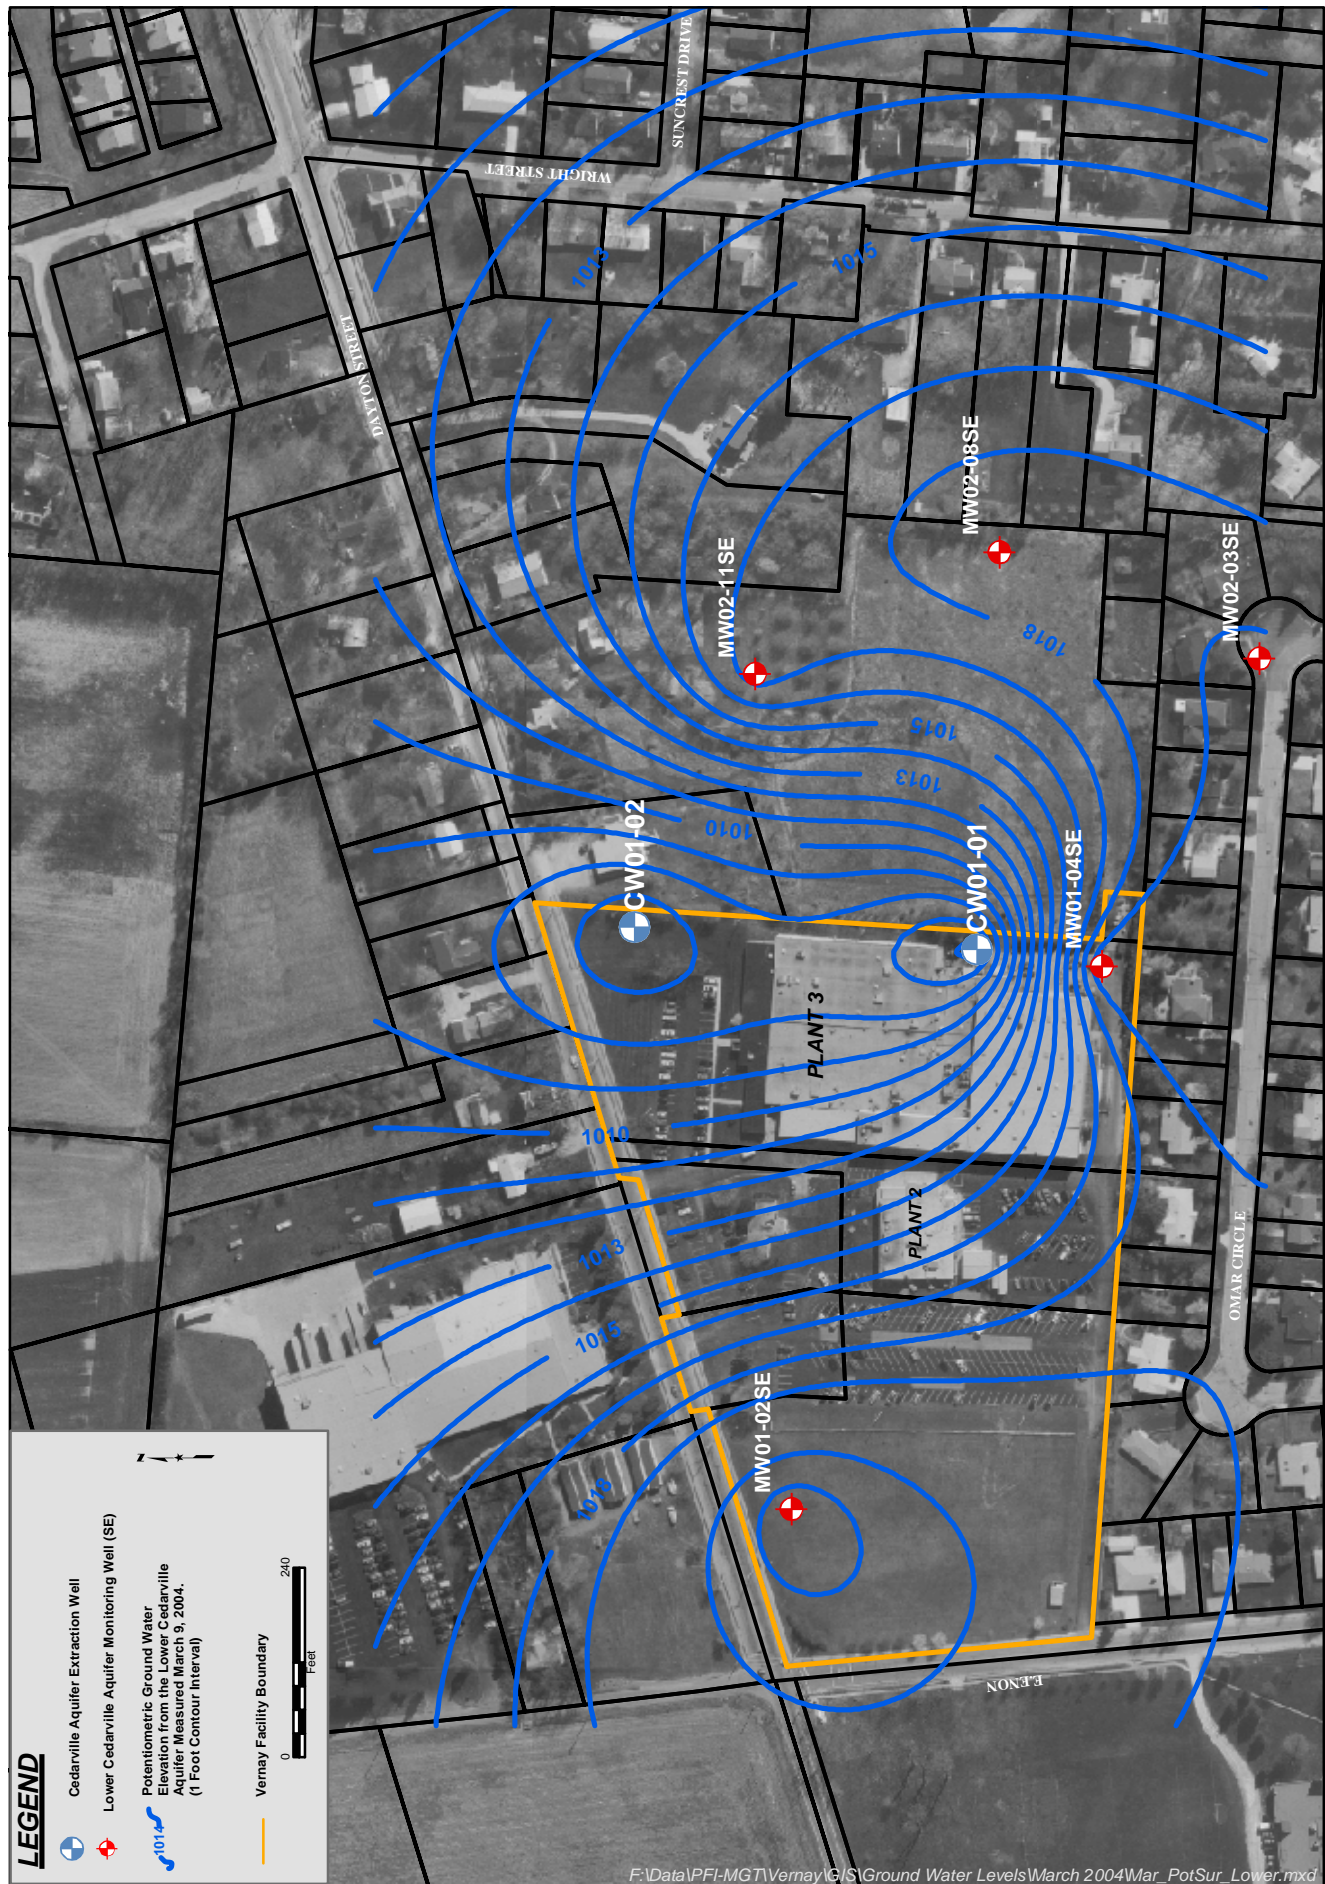 LEGEND
Cedarville Aquifer Extraction Well
Lower Cedarville Aquifer Monitoring Well (SE)
1014
Potentiometric Ground Water
Elevation from the Lower Cedarville
Aquifer Measured March 9, 2004.
(1 Foot Contour Interval)
Vernay Facility Boundary
0 240
Feet
N
DAYTON STREET
WRIGHT STREET
SUNCREST DRIVE
OMAR CIRCLE
E.ENON
PLANT 3
PLANT 2
CW01-02
CW01-01
MW01-04SE
MW01-02SE
MW02-11SE
MW02-08SE
MW02-03SE
1013
1015
1018
1015
1013
1010
1010
1013
1015
F:\Data\PFI-MGT\Vernay\GIS\Ground Water Levels\March 2004\Mar_PotSur_Lower.mxd